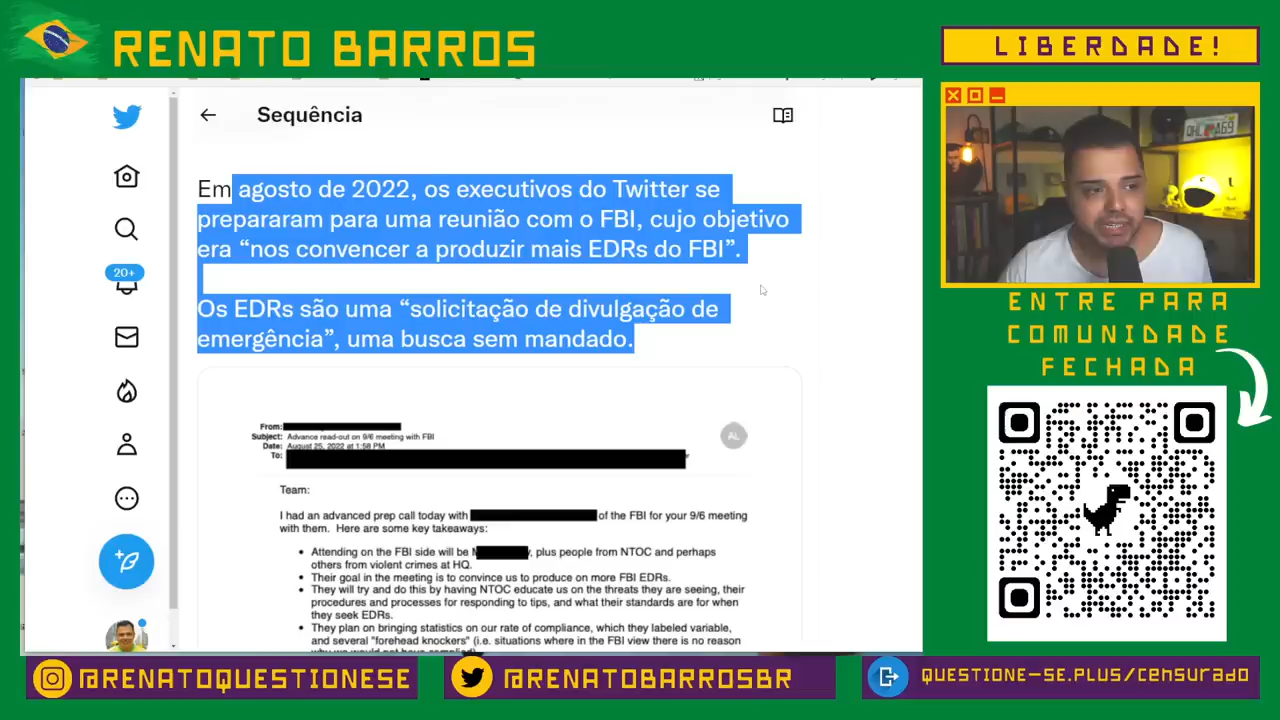 RENATO BARROS
LIBERDADE!
Sequência
Em agosto de 2022, os executivos do Twitter se
prepararam para uma reunião com o FBI, cujo objetivo
era “nos convencer a produzir mais EDRs do FBI”.
Os EDRs são uma “solicitação de divulgação de
emergência”, uma busca sem mandado.
20+
From:
Subject: Advance read-out on 9/6 meeting with FBI
Date: August 25, 2022 at 1:58 PM
To:
AL
Team:
I had an advanced prep call today with of the FBI for your 9/6 meeting
with them. Here are some key takeaways:
• Attending on the FBI side will be M, plus people from NTOC and perhaps
others from violent crimes at HQ.
• Their goal in the meeting is to convince us to produce on more FBI EDRs.
• They will try and do this by having NTOC educate us on the threats they are seeing, their
procedures and processes for responding to tips, and what their standards are for when
they seek EDRs.
• They plan on bringing statistics on our rate of compliance, which they labeled variable,
and several "forehead knockers" (i.e. situations where in the FBI view there is no reason
why we would not have complied)
ENTRE PARA
COMUNIDADE
FECHADA
@RENATOQUESTIONESE
@RENATOBARROSBR
QUESTIONE-SE.PLUS/censurado